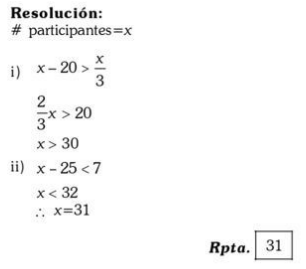 Resolución:
# participantes=x
i) x – 20 > x/3
2/3x > 20
x > 30
ii) x – 25 < 7
x < 32
∴ x=31
Rpta. 31